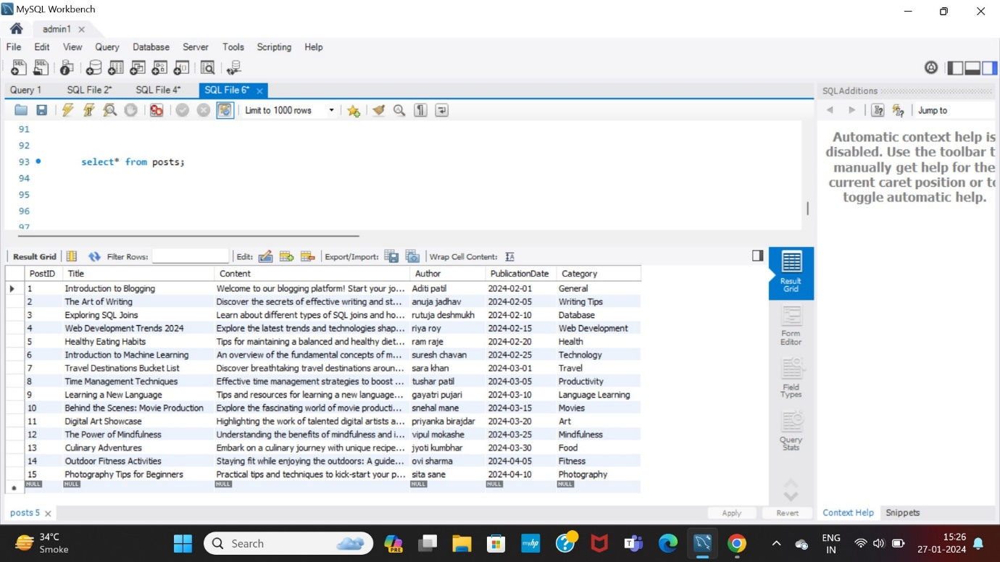 MySQL Workbench
admin1
File Edit View Query Database Server Tools Scripting Help
Query 1 SQL File 2* SQL File 4* SQL File 6*
SQLAdditions
Limit to 1000 rows
Jump to
91
92
93 select* from posts;
94
95
96
97
Automatic context help is
disabled. Use the toolbar t
manually get help for the
current caret position or to
toggle automatic help.
Result Grid Filter Rows: Edit: Export/Import: Wrap Cell Content:
PostID Title Content Author PublicationDate Category
1 Introduction to Blogging Welcome to our blogging platform! Start your jo... Aditi patil 2024-02-01 General
2 The Art of Writing Discover the secrets of effective writing and st... anuja jadhav 2024-02-05 Writing Tips
3 Exploring SQL Joins Learn about different types of SQL joins and ho... rutuja deshmukh 2024-02-10 Database
4 Web Development Trends 2024 Explore the latest trends and technologies shap... riya roy 2024-02-15 Web Development
5 Healthy Eating Habits Tips for maintaining a balanced and healthy diet... ram raje 2024-02-20 Health
6 Introduction to Machine Learning An overview of the fundamental concepts of m... suresh chavan 2024-02-25 Technology
7 Travel Destinations Bucket List Discover breathtaking travel destinations aroun... sara khan 2024-03-01 Travel
8 Time Management Techniques Effective time management strategies to boost ... tushar patil 2024-03-05 Productivity
9 Learning a New Language Tips and resources for learning a new language... gayatri pujari 2024-03-10 Language Learning
10 Behind the Scenes: Movie Production Explore the fascinating world of movie producti... snehal mane 2024-03-15 Movies
11 Digital Art Showcase Highlighting the work of talented digital artists a... priyanka birajdar 2024-03-20 Art
12 The Power of Mindfulness Understanding the benefits of mindfulness and i... vipul mokashe 2024-03-25 Mindfulness
13 Culinary Adventures Embark on a culinary journey with unique recipe... jyoti kumbhar 2024-03-30 Food
14 Outdoor Fitness Activities Staying fit while enjoying the outdoors: A guide... ovi sharma 2024-04-05 Fitness
15 Photography Tips for Beginners Practical tips and techniques to kick-start your p... sita sane 2024-04-10 Photography
NULL NULL NULL NULL NULL NULL
Result
Grid
Form
Editor
Field
Types
Query
Stats
posts 5
Apply Revert
Context Help Snippets
34°C
Smoke
Search
PRE
myhp
ENG
IN
15:26
27-01-2024